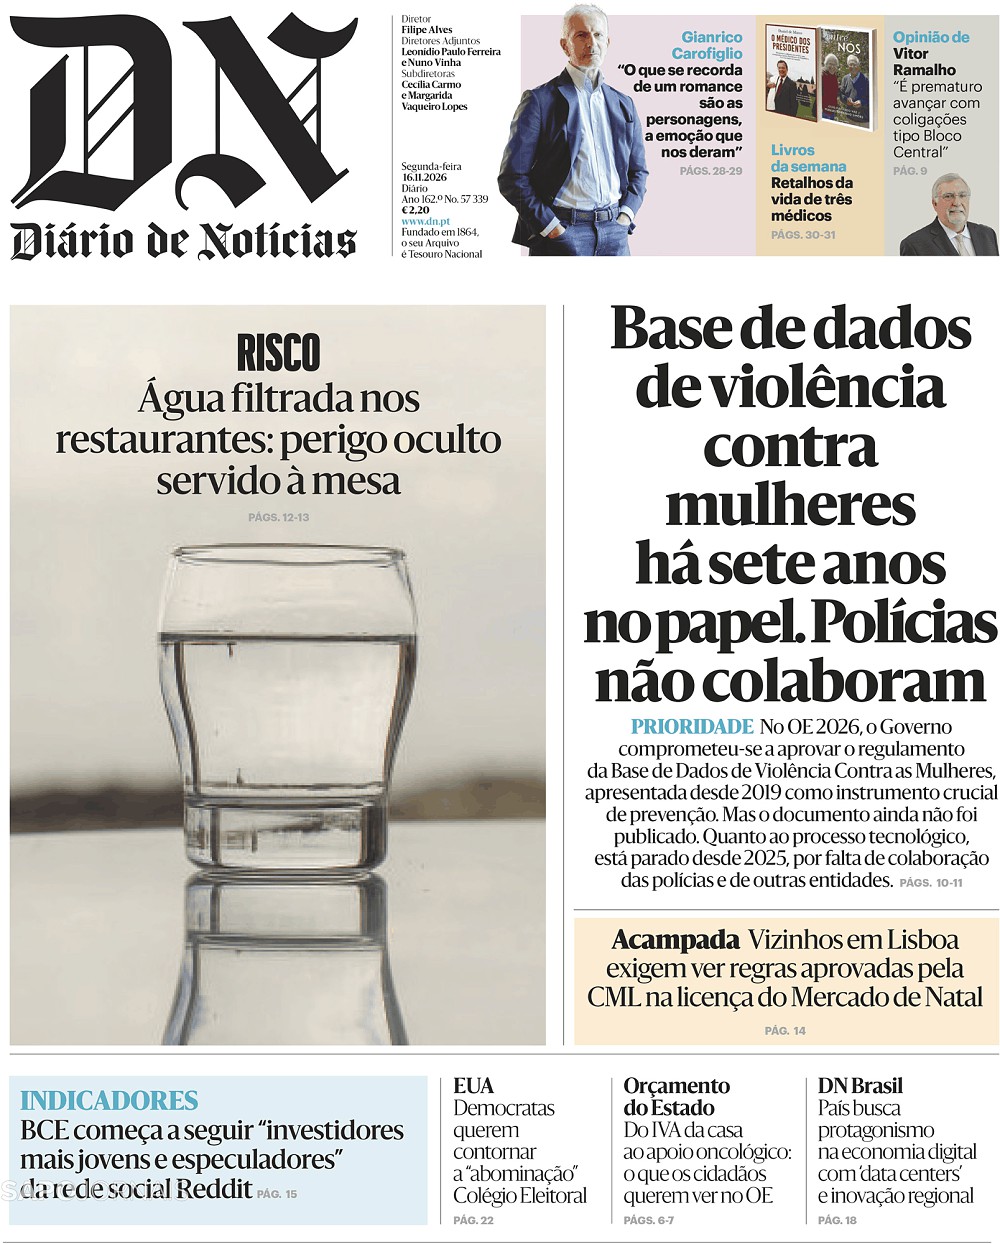 DN
Diário de Notícias
Diretor
Filipe Alves
Diretores Adjuntos
Leonídio Paulo Ferreira
e Nuno Vinha
Subdiretoras
Cecília Carmo
e Margarida
Vaqueiro Lopes
Segunda-feira
16.11.2026
Diário
Ano 162.º No. 57 339
€ 2,20
www.dn.pt
Fundado em 1864,
o seu Arquivo
é Tesouro Nacional
Gianrico
Carofiglio
“O que se recorda
de um romance
são as
personagens,
a emoção que
nos deram”
PÁGS. 28-29
O MÉDICO DOS
PRESIDENTES
NÓS
Livros
da semana
Retalhos da
vida de três
médicos
PÁGS. 30-31
Opinião de
Vitor
Ramalho
“É prematuro
avançar com
coligações
tipo Bloco
Central”
PÁG. 9
RISCO
Água filtrada nos
restaurantes: perigo oculto
servido à mesa
PÁGS. 12-13
Base de dados
de violência
contra
mulheres
há sete anos
no papel. Polícias
não colaboram
PRIORIDADE No OE 2026, o Governo
comprometeu-se a aprovar o regulamento
da Base de Dados de Violência Contra as Mulheres,
apresentada desde 2019 como instrumento crucial
de prevenção. Mas o documento ainda não foi
publicado. Quanto ao processo tecnológico,
está parado desde 2025, por falta de colaboração
das polícias e de outras entidades. PÁGS. 10-11
Acampada Vizinhos em Lisboa
exigem ver regras aprovadas pela
CML na licença do Mercado de Natal
PÁG. 14
INDICADORES
BCE começa a seguir “investidores
mais jovens e especuladores”
da rede social Reddit PÁG. 15
EUA
Democratas
querem
contornar
a “abominação”
Colégio Eleitoral
PÁG. 22
Orçamento
do Estado
Do IVA da casa
ao apoio oncológico:
o que os cidadãos
querem ver no OE
PÁGS. 6-7
DN Brasil
País busca
protagonismo
na economia digital
com ‘data centers’
e inovação regional
PÁG. 18